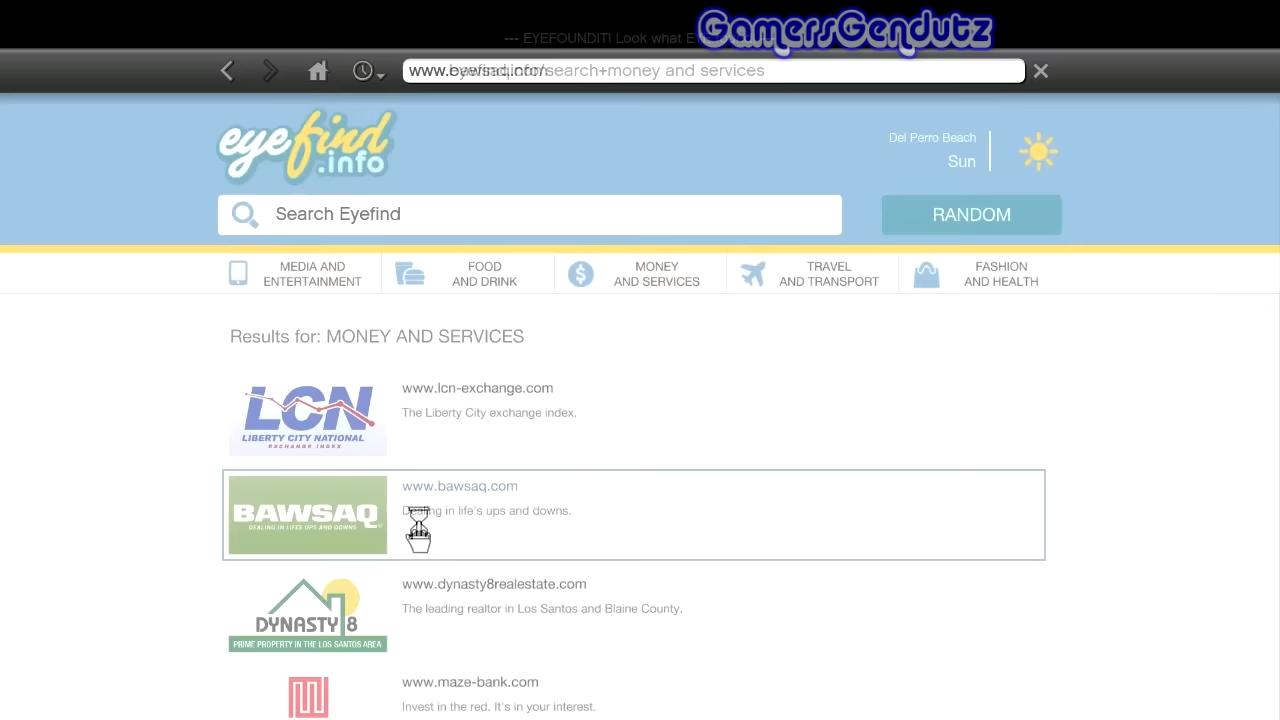 GamersGendutz
--- EYEFOUNDIT! Look what
www.bawsaq.com
search+money and services
eyefind
.info
Del Perro Beach
Sun
Search Eyefind
RANDOM
MEDIA AND
ENTERTAINMENT
FOOD
AND DRINK
MONEY
AND SERVICES
TRAVEL
AND TRANSPORT
FASHION
AND HEALTH
Results for: MONEY AND SERVICES
LCN
LIBERTY CITY NATIONAL
EXCHANGE INDEX
www.lcn-exchange.com
The Liberty City exchange index.
BAWSAQ
DEALING IN LIFE'S UPS AND DOWNS
www.bawsaq.com
Dealing in life's ups and downs.
DYNASTY 8
PRIME PROPERTY IN THE LOS SANTOS AREA
www.dynasty8realestate.com
The leading realtor in Los Santos and Blaine County.
www.maze-bank.com
Invest in the red. It's in your interest.